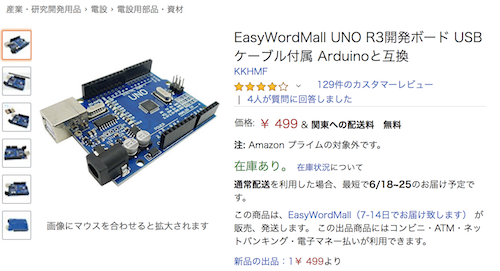 産業・研究開発用品 › 電設 › 電設用部品・資材
EasyWordMall UNO R3開発ボード USB
ケーブル付属 Arduinoと互換
KKHMF
129件のカスタマーレビュー
| 4人が質問に回答しました
価格: ￥ 499 & 関東への配送料 無料
注: Amazon プライムの対象外です。
在庫あり。 在庫状況について
通常配送を利用した場合、最短で6/18~25のお届け予定で
す。
この商品は、EasyWordMall（7-14日でお届け致します） が
販売、発送します。 この出品商品にはコンビニ・ATM・ネッ
トバンキング・電子マネー払いが利用できます。
新品の出品：1￥ 499より
UNO
画像にマウスを合わせると拡大されます